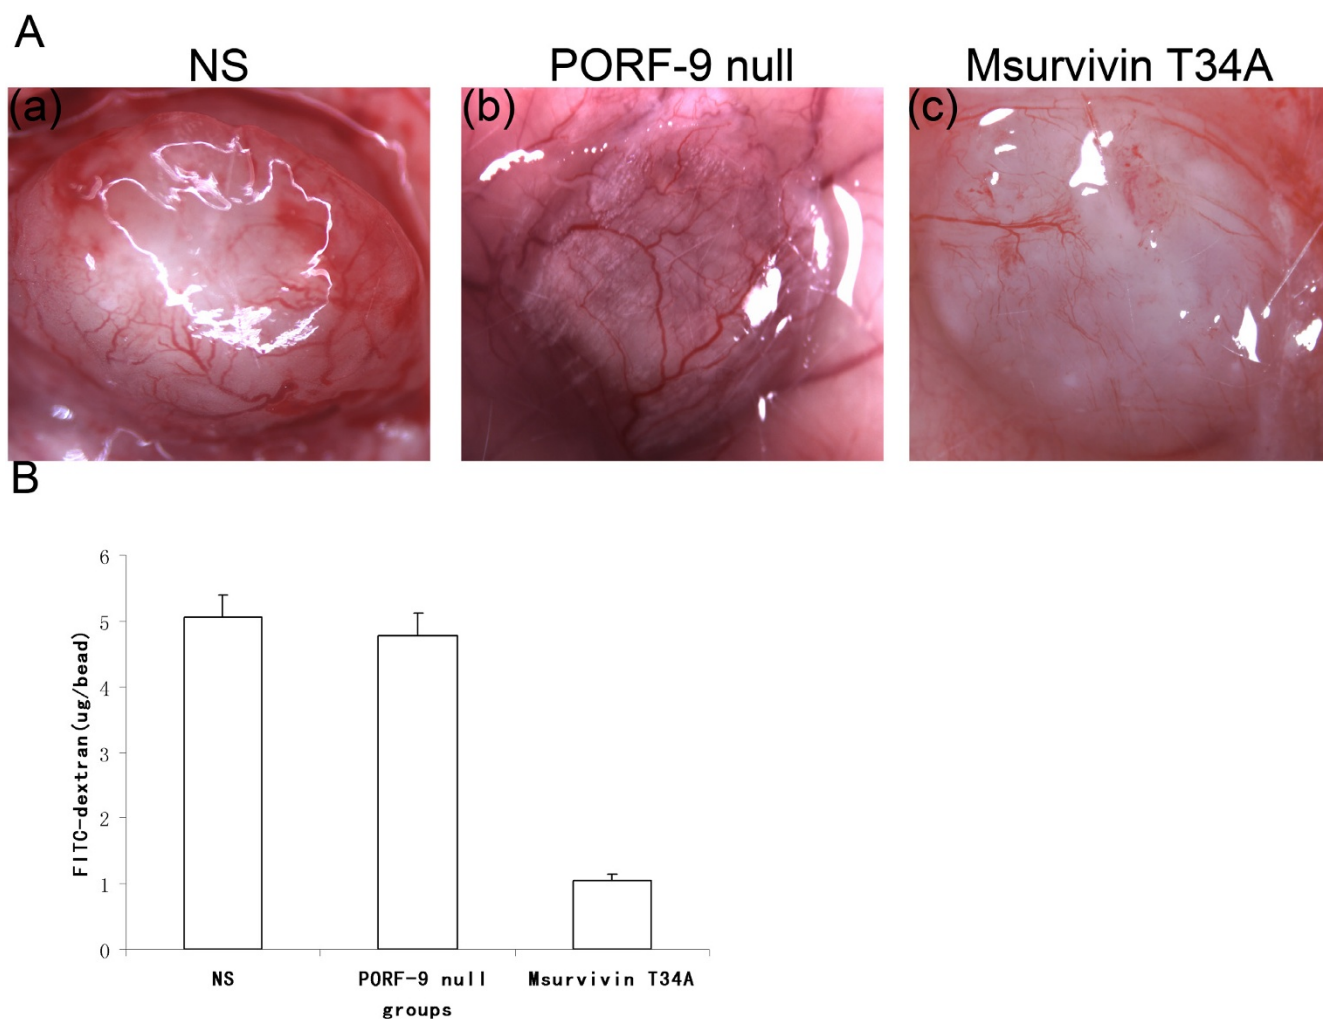 A
NS
PORF-9 null
Msurvivin T34A
(a)
(b)
(c)
B
6
5
4
3
2
1
0
FITC-dextran(ug/bead)
NS
PORF-9 null
Msurvivin T34A
groups